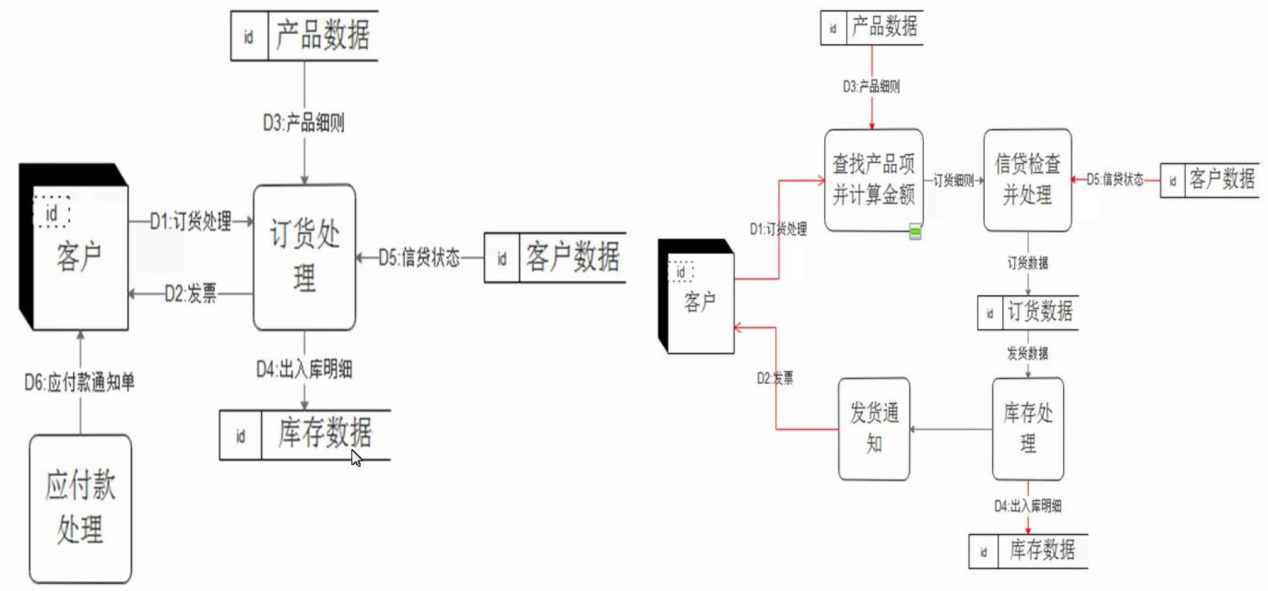 id 产品数据
D3:产品细则
id
客户
D1:订货处理
订货处
理
D5:信贷状态
id 客户数据
D2:发票
D4:出入库明细
D6:应付款通知单
id 库存数据
应付款
处理
id 产品数据
D3:产品细则
查找产品项
并计算金额
订货细则
信贷检查
并处理
D5:信贷状态
id 客户数据
D1:订货处理
id
客户
订货数据
id 订货数据
发货数据
D2:发票
发货通
知
库存处
理
D4:出入库明细
id 库存数据